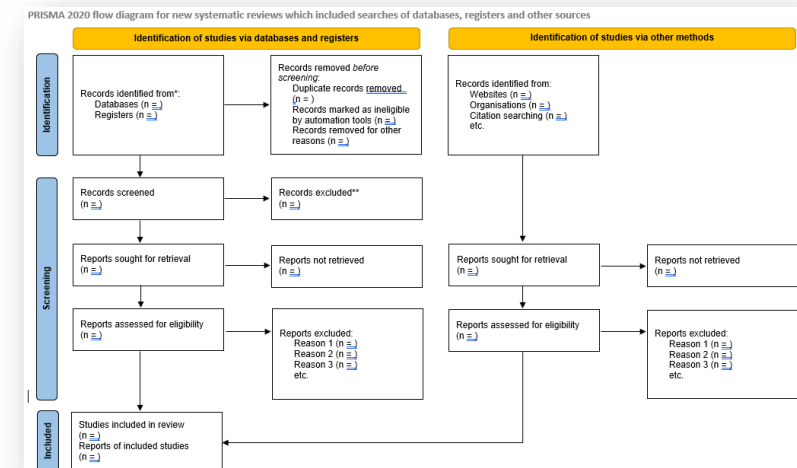 PRISMA 2020 flow diagram for new systematic reviews which included searches of databases, registers and other sources
Identification of studies via databases and registers
Identification of studies via other methods
Identification
Records identified from*:
Databases (n = )
Registers (n = )
Records removed before
screening:
Duplicate records removed
(n = )
Records marked as ineligible
by automation tools (n = )
Records removed for other
reasons (n = )
Records identified from:
Websites (n = )
Organisations (n = )
Citation searching (n = )
etc.
Screening
Records screened
(n = )
Records excluded**
(n = )
Reports sought for retrieval
(n = )
Reports not retrieved
(n = )
Reports sought for retrieval
(n = )
Reports not retrieved
(n = )
Reports assessed for eligibility
(n = )
Reports excluded:
Reason 1 (n = )
Reason 2 (n = )
Reason 3 (n = )
etc.
Reports assessed for eligibility
(n = )
Reports excluded:
Reason 1 (n = )
Reason 2 (n = )
Reason 3 (n = )
etc.
Included
Studies included in review
(n = )
Reports of included studies
(n = )